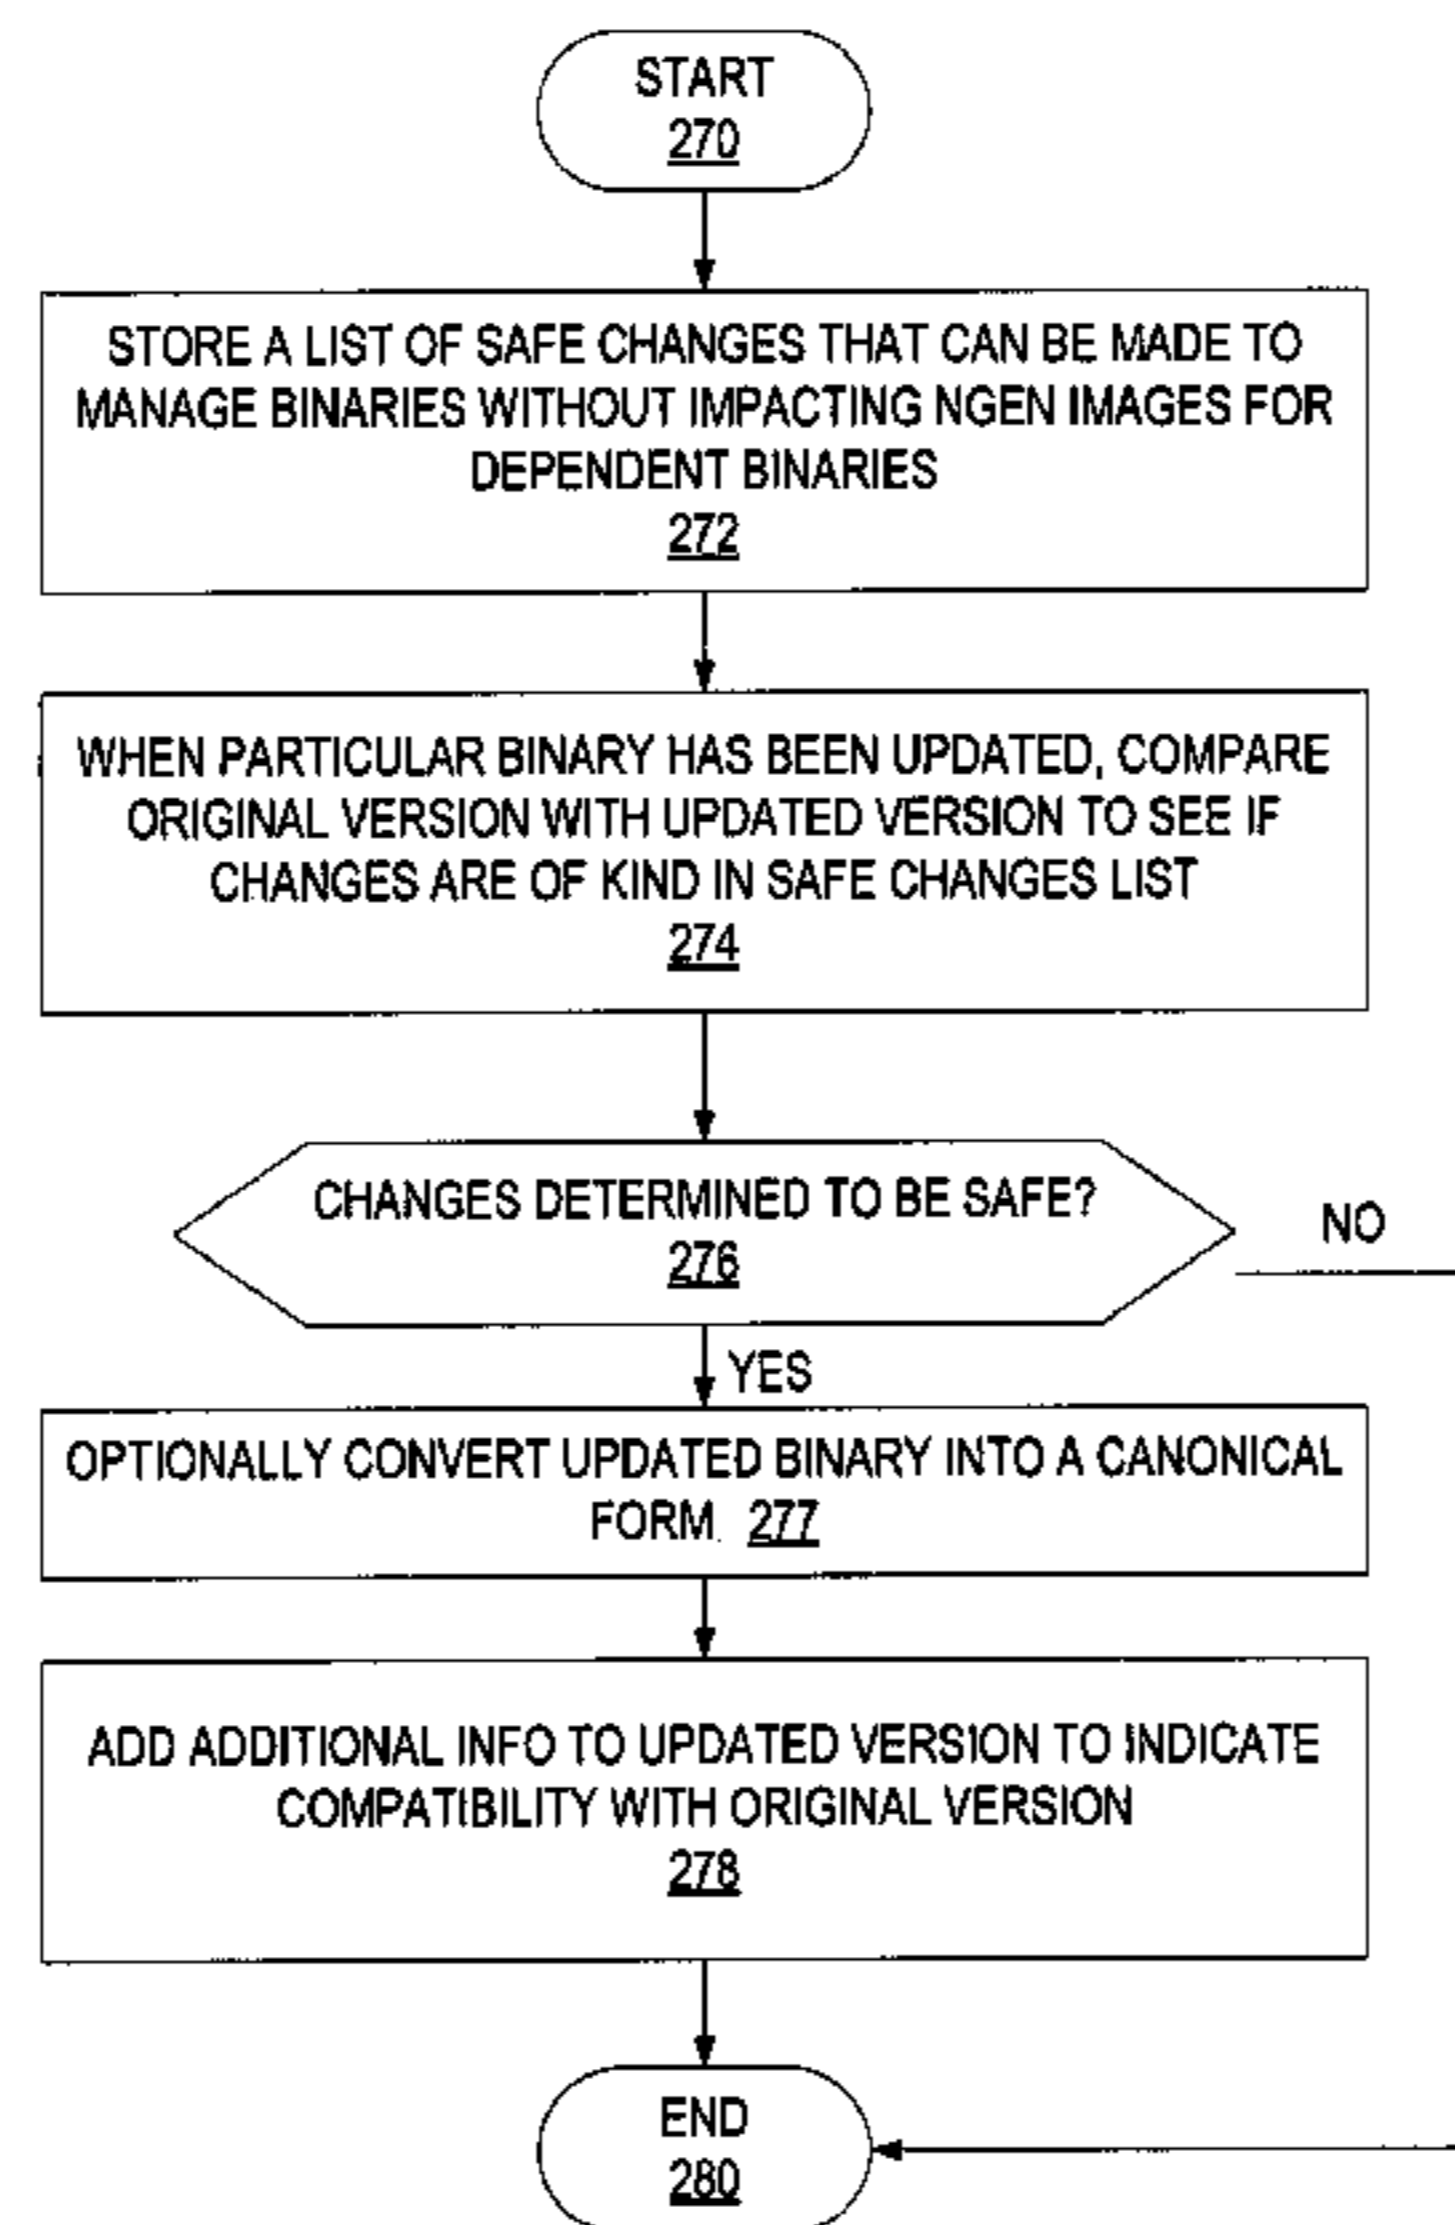 START
270
STORE A LIST OF SAFE CHANGES THAT CAN BE MADE TO
MANAGE BINARIES WITHOUT IMPACTING NGEN IMAGES FOR
DEPENDENT BINARIES
272
WHEN PARTICULAR BINARY HAS BEEN UPDATED, COMPARE
ORIGINAL VERSION WITH UPDATED VERSION TO SEE IF
CHANGES ARE OF KIND IN SAFE CHANGES LIST
274
CHANGES DETERMINED TO BE SAFE?
276
NO
YES
OPTIONALLY CONVERT UPDATED BINARY INTO A CANONICAL
FORM. 277
ADD ADDITIONAL INFO TO UPDATED VERSION TO INDICATE
COMPATIBILITY WITH ORIGINAL VERSION
278
END
280